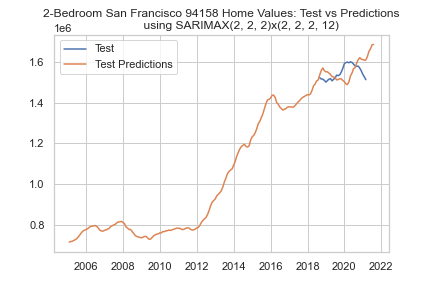 2-Bedroom San Francisco 94158 Home Values: Test vs Predictions
using SARIMAX(2, 2, 2)x(2, 2, 2, 12)
1e6
Test
Test Predictions
1.6
1.4
1.2
1.0
0.8
2006 2008 2010 2012 2014 2016 2018 2020 2022